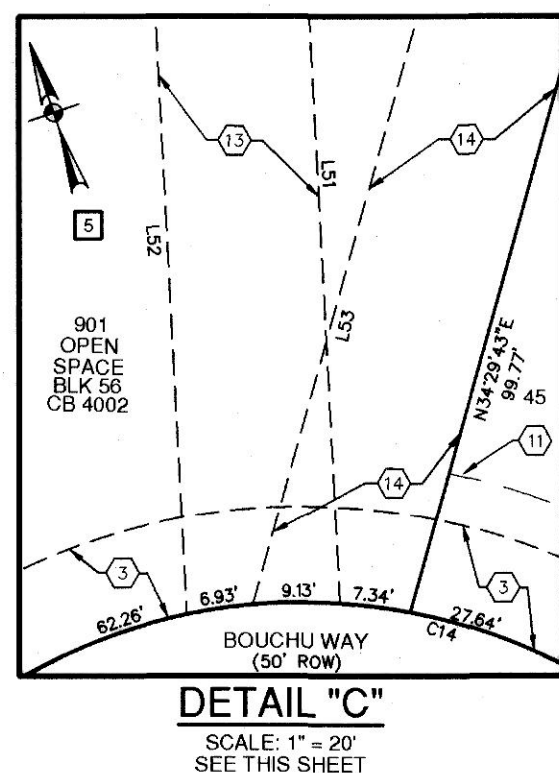 13
14
L51
5
L52
901
OPEN
SPACE
BLK 56
CB 4002
L53
N34°29'43"E
99.77'
45
11
14
3
3
62.26'
6.93'
9.13'
7.34'
27.64'
C14
BOUCHU WAY
(50' ROW)
DETAIL "C"
SCALE: 1" = 20'
SEE THIS SHEET